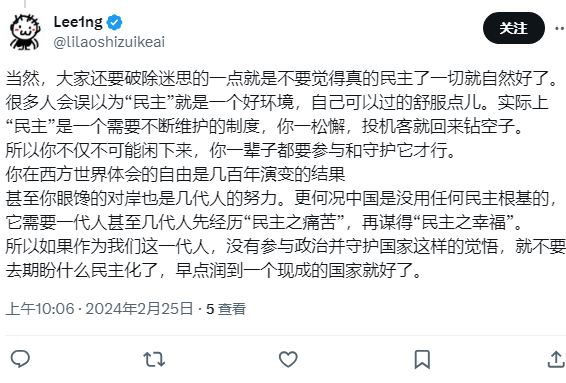 Lee1ng
@lilaoshizuikeai
关注
当然，大家还要破除迷思的一点就是不要觉得真的民主了一切就自然好了。
很多人会误以为“民主”就是一个好环境，自己可以过的舒服点儿。实际上
“民主”是一个需要不断维护的制度，你一松懈，投机客就回来钻空子。
所以你不仅不可能闲下来，你一辈子都要参与和守护它才行。
你在西方世界体会的自由是几百年演变的结果
甚至你眼馋的对岸也是几代人的努力。更何况中国是没用任何民主根基的，
它需要一代人甚至几代人先经历“民主之痛苦”，再谋得“民主之幸福”。
所以如果作为我们这一代人，没有参与政治并守护国家这样的觉悟，就不要
去期盼什么民主化了，早点润到一个现成的国家就好了。
上午10:06 · 2024年2月25日 · 5 查看